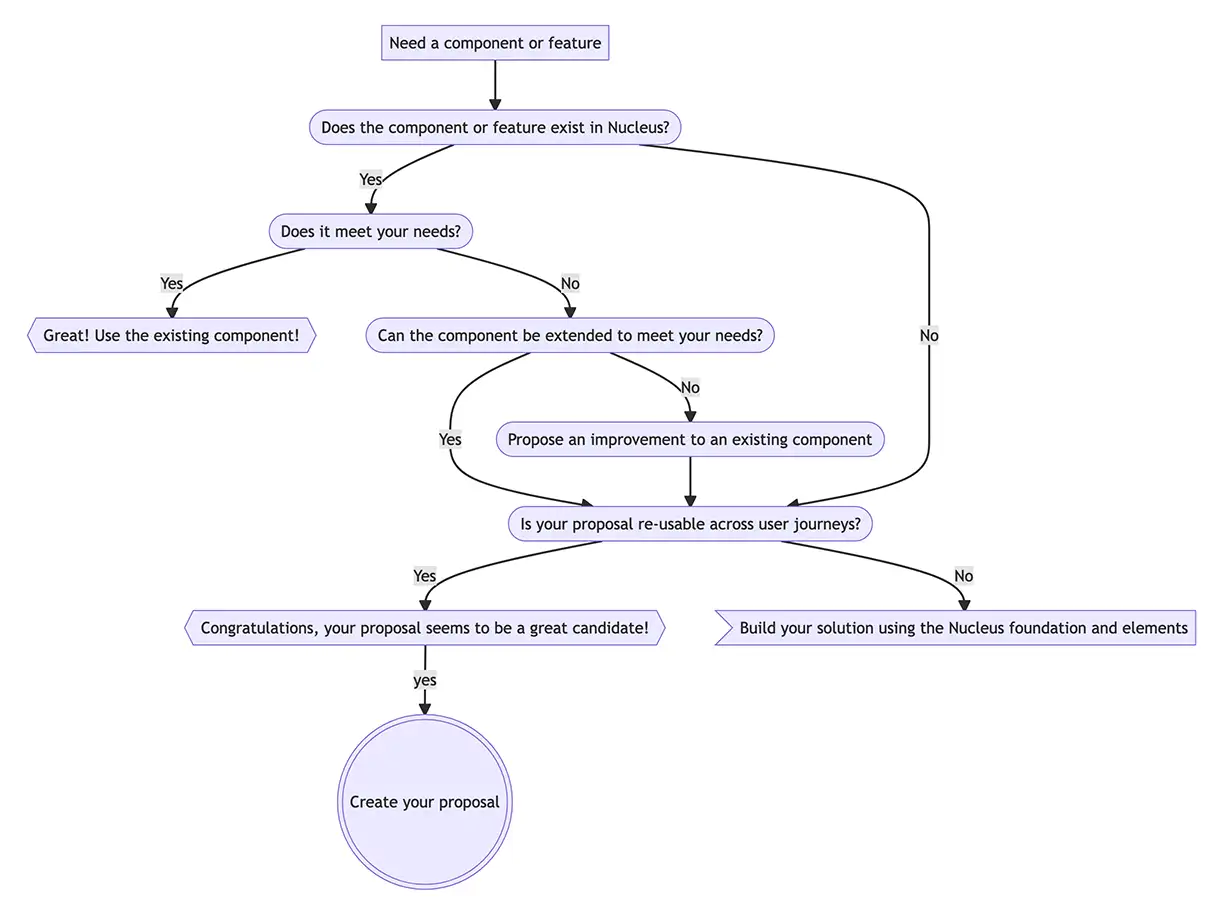 Need a component or feature
Does the component or feature exist in Nucleus?
Yes
Does it meet your needs?
Yes
No
Great! Use the existing component!
Can the component be extended to meet your needs?
No
No
Yes
Propose an improvement to an existing component
Is your proposal re-usable across user journeys?
Yes
No
Congratulations, your proposal seems to be a great candidate!
Build your solution using the Nucleus foundation and elements
yes
Create your proposal